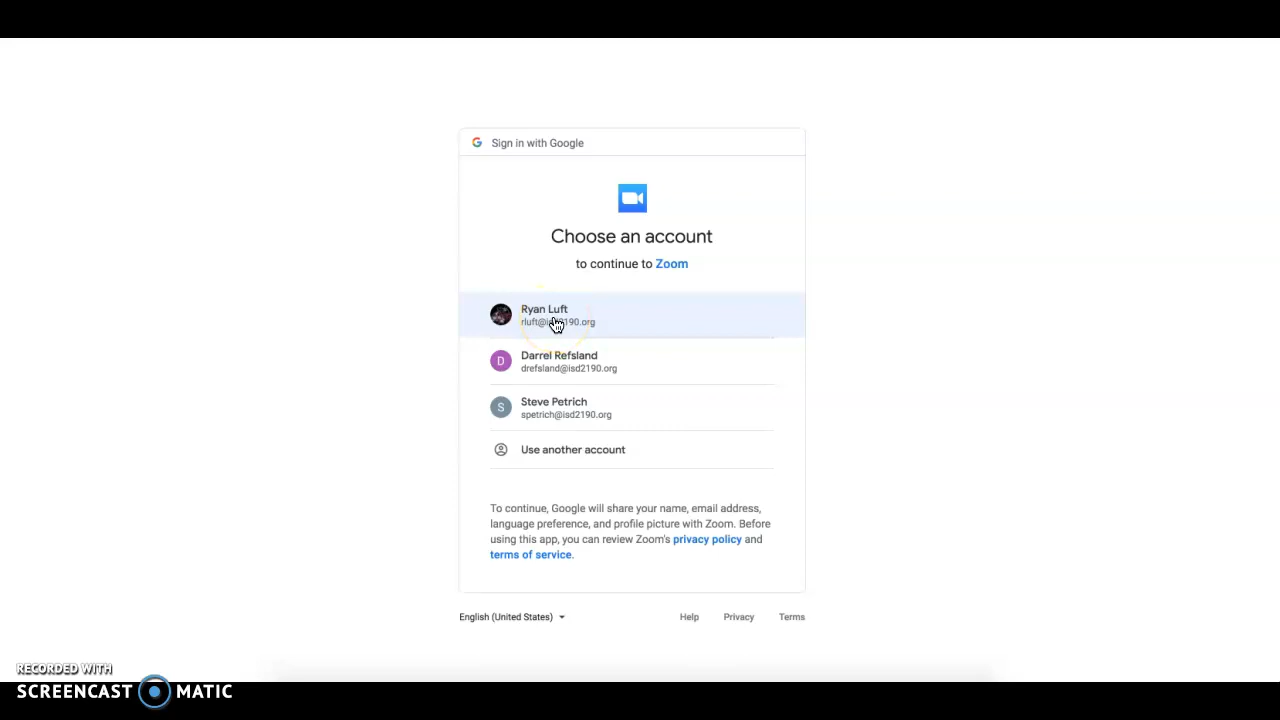 Sign in with Google
Choose an account
to continue to Zoom
Ryan Luft
D
Darrel Refsland
drefsland@isd2190.org
S
Steve Petrich
spetrich@isd2190.org
Use another account
To continue, Google will share your name, email address,
language preference, and profile picture with Zoom. Before
using this app, you can review Zoom's privacy policy and
terms of service.
English (United States)
Help
Privacy
Terms
RECORDED WITH
SCREENCAST MATIC